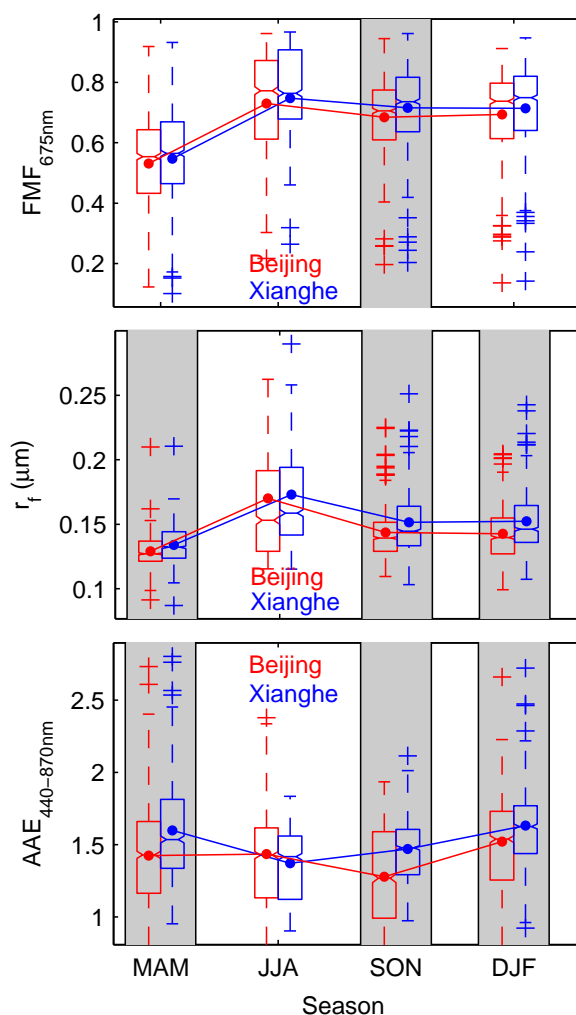 1
0.8
0.6
0.4
0.2
FMF675nm
Beijing
Xianghe
0.25
0.2
0.15
0.1
r_f (μm)
Beijing
Xianghe
2.5
2
1.5
1
AAE440−870nm
Beijing
Xianghe
MAM JJA SON DJF
Season